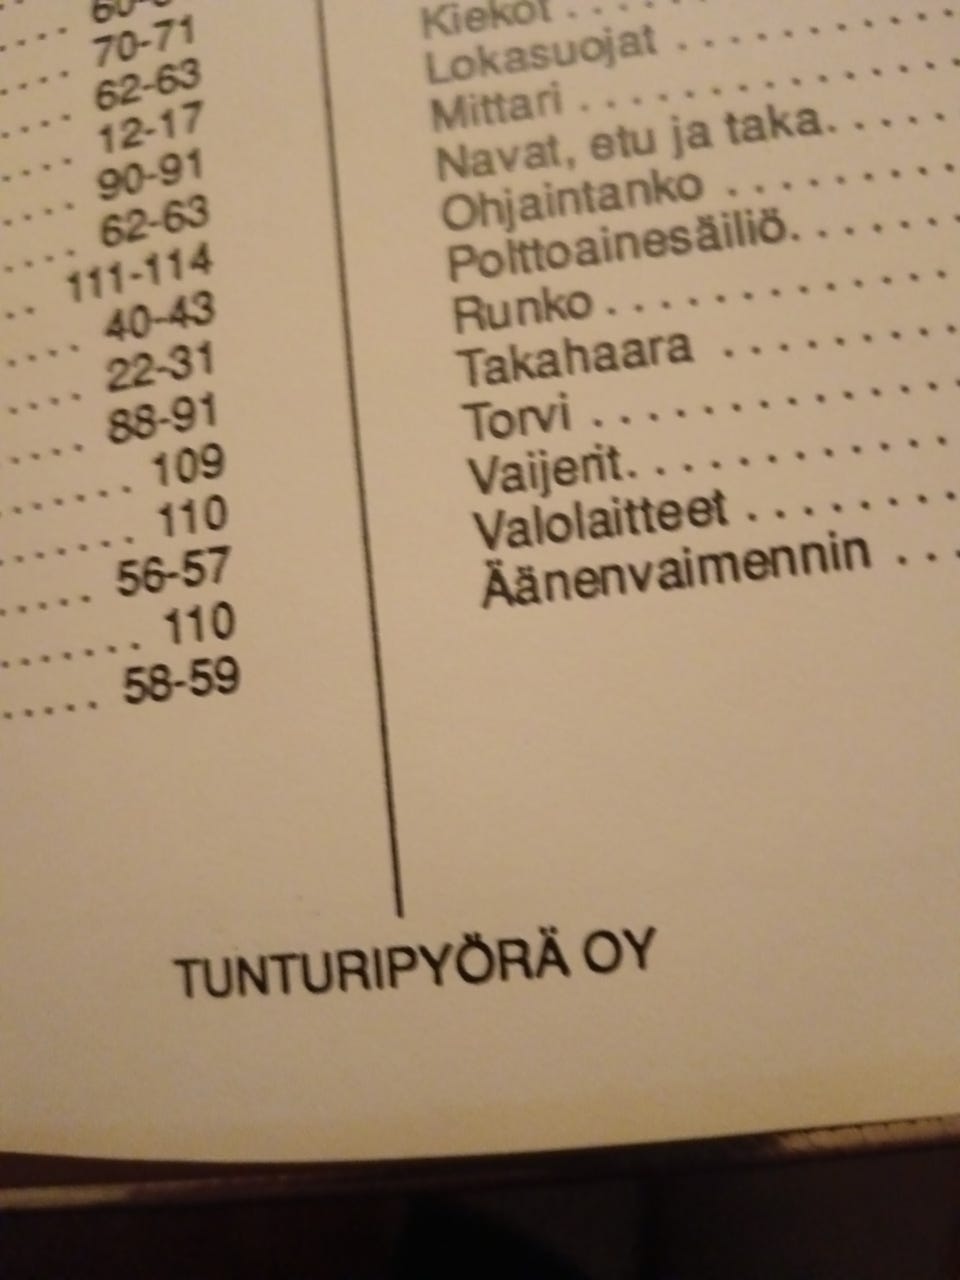 70-71
62-63
12-17
90-91
62-63
111-114
40-43
22-31
88-91
109
110
56-57
110
58-59
Kiekot
Lokasuojat
Mittari
Navat, etu ja taka
Ohjaintanko
Polttoainesäiliö
Runko
Takahaara
Torvi
Vaijerit
Valolaitteet
Äänenvaimennin
TUNTURIPYÖRÄ OY